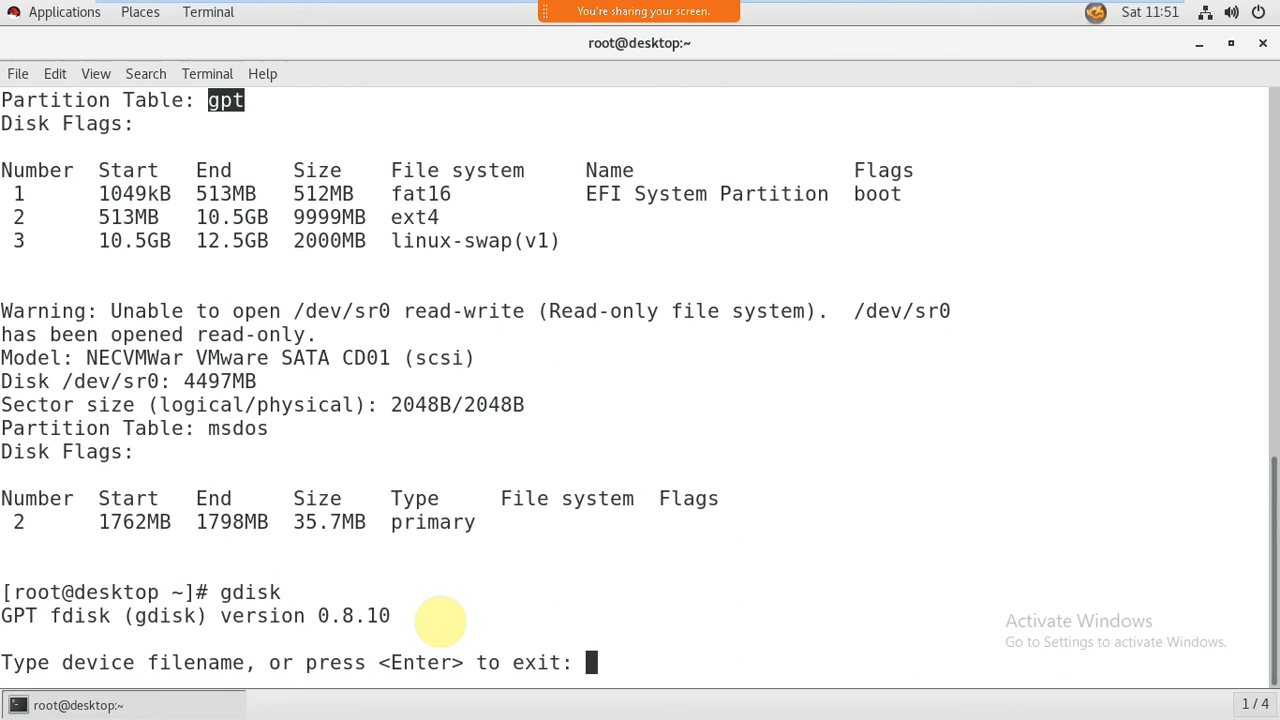 Applications Places Terminal You're sharing your screen. Sat 11:51
root@desktop:~
File Edit View Search Terminal Help
Partition Table: gpt
Disk Flags:
Number Start End Size File system Name Flags
1 1049kB 513MB 512MB fat16 EFI System Partition boot
2 513MB 10.5GB 9999MB ext4
3 10.5GB 12.5GB 2000MB linux-swap(v1)
Warning: Unable to open /dev/sr0 read-write (Read-only file system). /dev/sr0
has been opened read-only.
Model: NECVMWar VMware SATA CD01 (scsi)
Disk /dev/sr0: 4497MB
Sector size (logical/physical): 2048B/2048B
Partition Table: msdos
Disk Flags:
Number Start End Size Type File system Flags
2 1762MB 1798MB 35.7MB primary
[root@desktop ~]# gdisk
GPT fdisk (gdisk) version 0.8.10
Activate Windows
Go to Settings to activate Windows.
Type device filename, or press <Enter> to exit:
root@desktop:~ 1 / 4